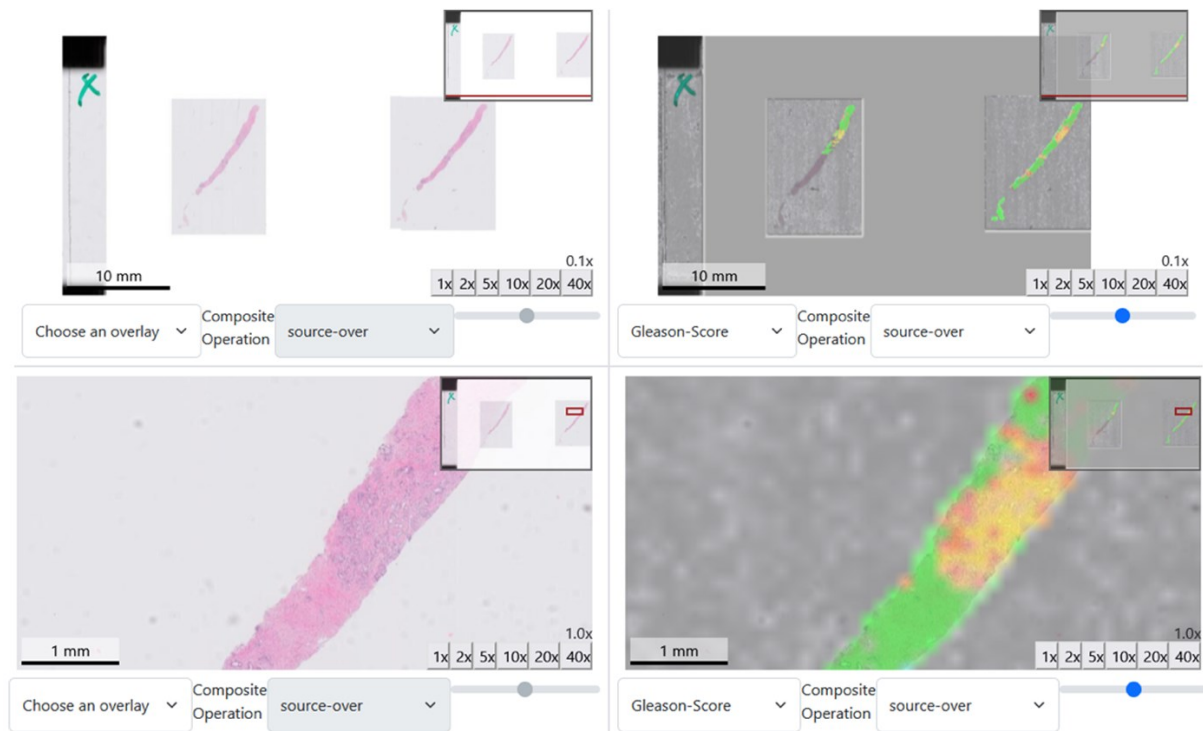 0.1x
10 mm
1x 2x 5x 10x 20x 40x
Choose an overlay
Composite Operation
source-over
0.1x
10 mm
1x 2x 5x 10x 20x 40x
Gleason-Score
Composite Operation
source-over
1.0x
1 mm
1x 2x 5x 10x 20x 40x
Choose an overlay
Composite Operation
source-over
1.0x
1 mm
1x 2x 5x 10x 20x 40x
Gleason-Score
Composite Operation
source-over